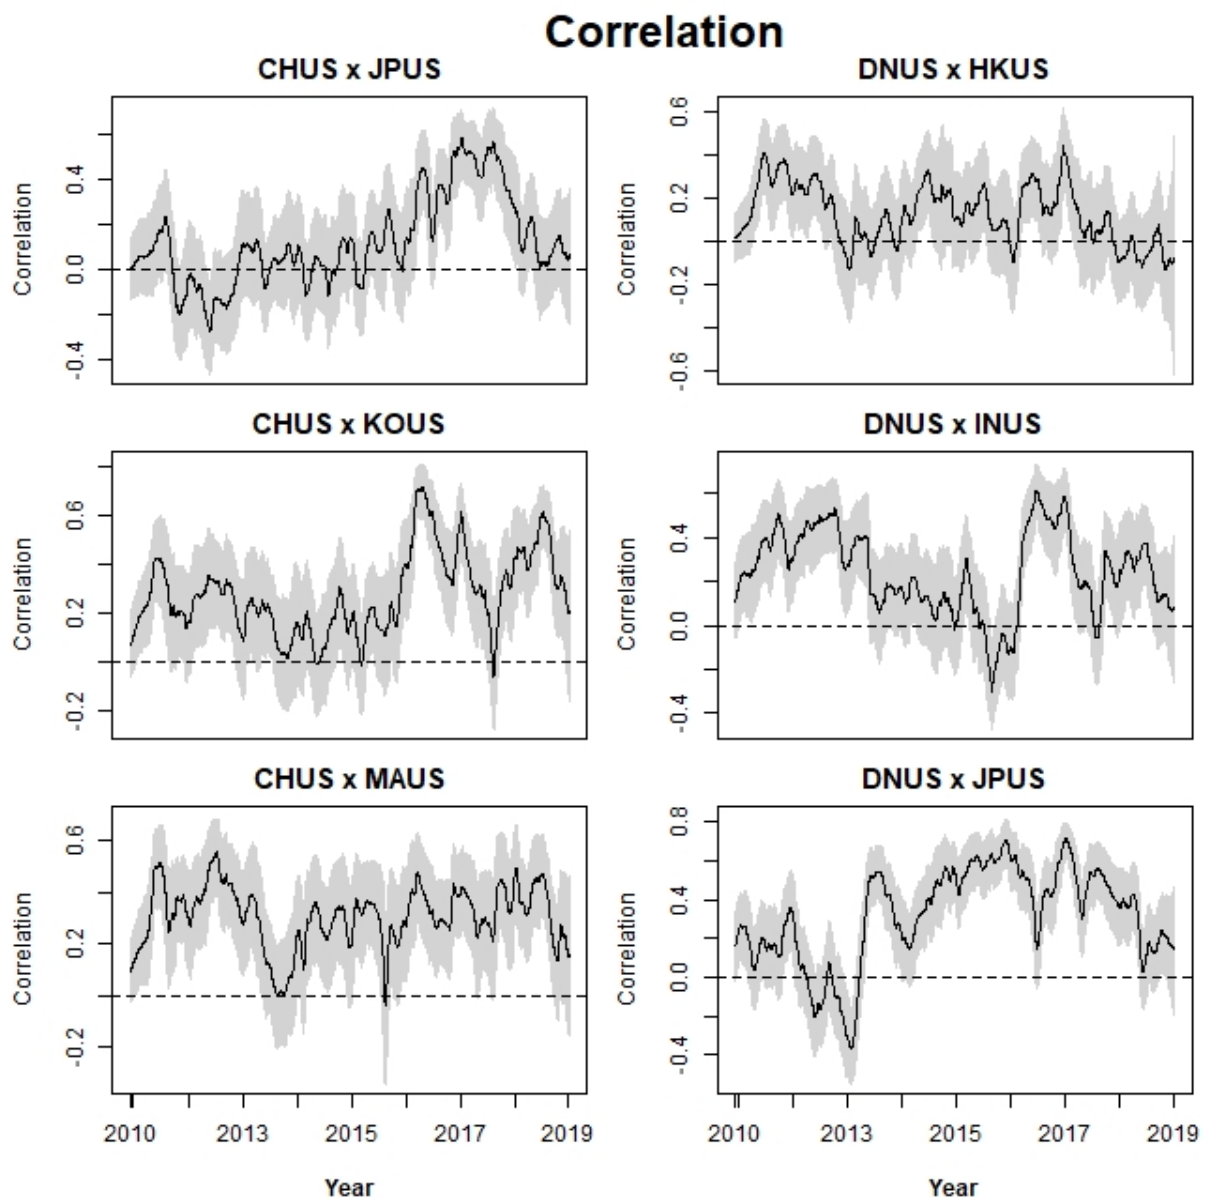 Correlation
CHUS x JPUS
Correlation
0.4
0.0
-0.4
DNUS x HKUS
Correlation
0.6
0.2
-0.2
-0.6
CHUS x KOUS
Correlation
0.6
0.2
-0.2
DNUS x INUS
Correlation
0.4
0.0
-0.4
CHUS x MAUS
Correlation
0.6
0.2
-0.2
2010 2013 2015 2017 2019
Year
DNUS x JPUS
Correlation
0.8
0.4
0.0
-0.4
2010 2013 2015 2017 2019
Year